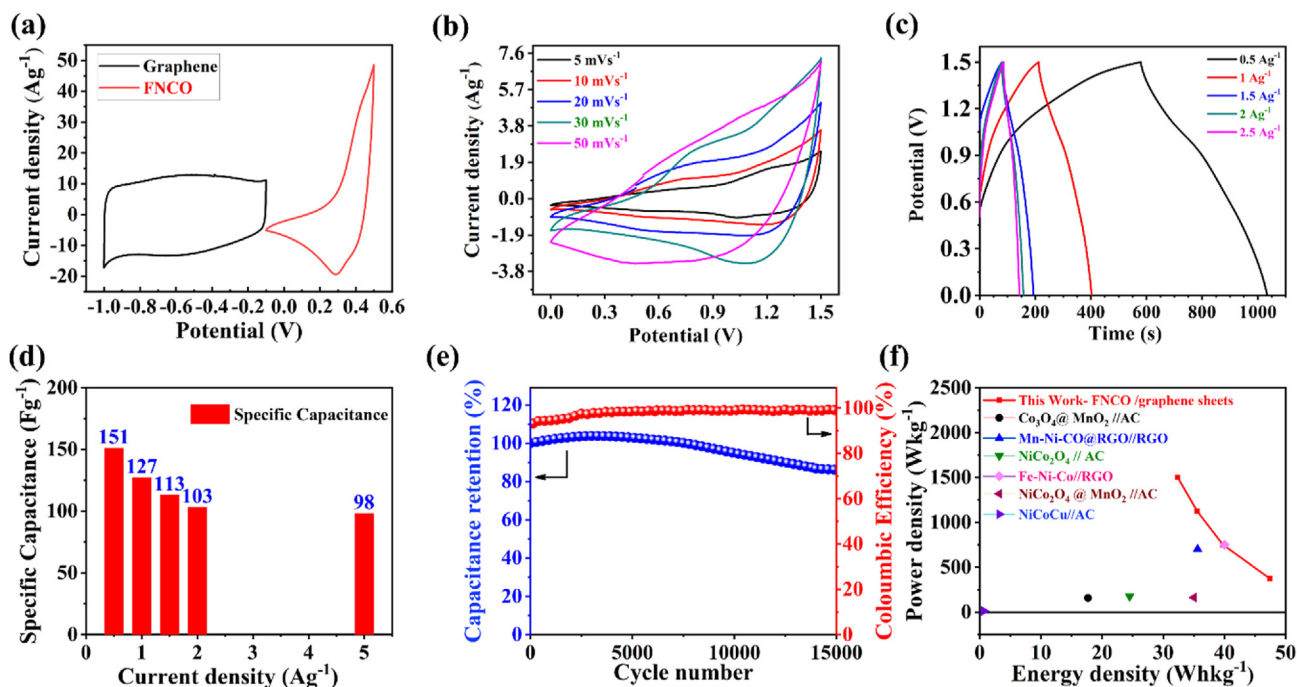 (a)
50
40
30
20
10
0
-10
-20
Current density (Ag⁻¹)
Graphene
FNCO
-1.0 -0.8 -0.6 -0.4 -0.2 0.0 0.2 0.4 0.6
Potential (V)
(b)
7.6
5.7
3.8
1.9
0.0
-1.9
-3.8
Current density (Ag⁻¹)
5 mVs⁻¹
10 mVs⁻¹
20 mVs⁻¹
30 mVs⁻¹
50 mVs⁻¹
0.0 0.3 0.6 0.9 1.2 1.5
Potential (V)
(c)
1.5
1.2
0.9
0.6
0.3
0.0
Potential (V)
0.5 Ag⁻¹
1 Ag⁻¹
1.5 Ag⁻¹
2 Ag⁻¹
2.5 Ag⁻¹
0 200 400 600 800 1000
Time (s)
(d)
200
150
100
50
0
Specific Capacitance (Fg⁻¹)
Specific Capacitance
151
127
113
103
98
0 1 2 3 4 5
Current density (Ag⁻¹)
(e)
120
100
80
60
40
20
0
Capacitance retention (%)
100
80
60
40
20
0
Coloumbic Efficiency (%)
0 5000 10000 15000
Cycle number
(f)
2500
2000
1500
1000
500
0
Power density (Wkg⁻¹)
This Work- FNCO /graphene sheets
Co₃O₄@ MnO₂ //AC
Mn-Ni-CO@RGO//RGO
NiCo₂O₄ // AC
Fe-Ni-Co//RGO
NiCo₂O₄ @ MnO₂ //AC
NiCoCu//AC
0 10 20 30 40 50
Energy density (Whkg⁻¹)